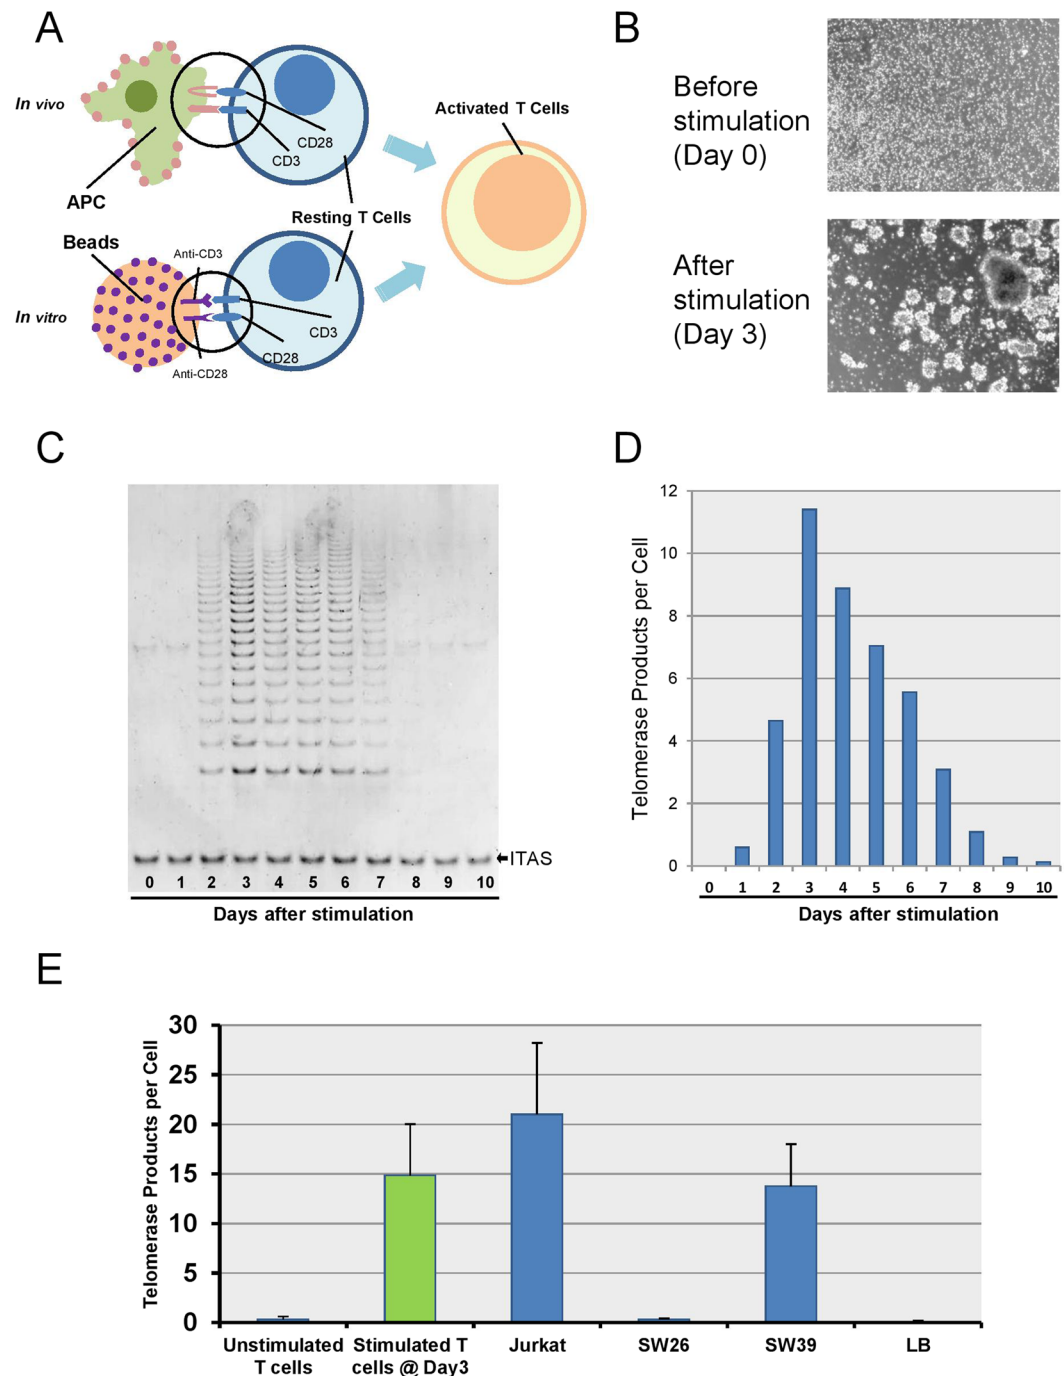 A
In vivo
CD28
CD3
APC
Activated T Cells
Resting T Cells
Beads
Anti-CD3
In vitro
CD3
CD28
Anti-CD28
B
Before
stimulation
(Day 0)
After
stimulation
(Day 3)
C
ITAS
0 1 2 3 4 5 6 7 8 9 10
Days after stimulation
D
Telomerase Products per Cell
12
10
8
6
4
2
0
0 1 2 3 4 5 6 7 8 9 10
Days after stimulation
E
Telomerase Products per Cell
30
25
20
15
10
5
0
Unstimulated
T cells
Stimulated T
cells @ Day3
Jurkat
SW26
SW39
LB